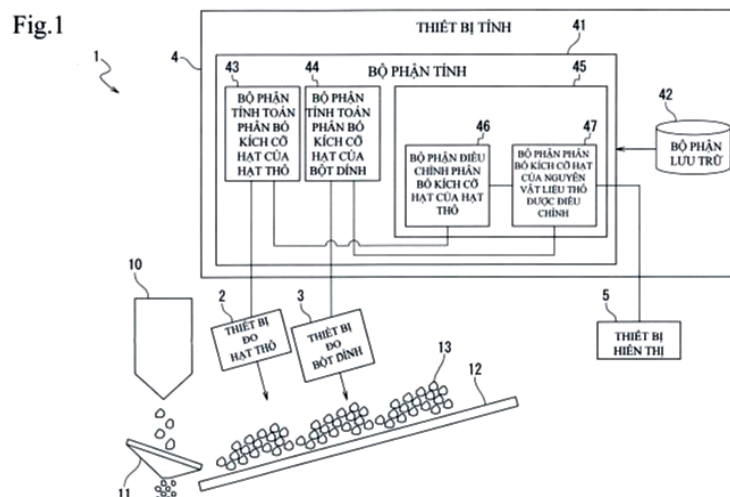 Fig.1
THIẾT BỊ TÍNH
41
4
1
BỘ PHẬN TÍNH
43
44
45
BỘ PHẬN
TÍNH TOÁN
PHÂN BỐ
KÍCH CỠ
HẠT CỦA
HẠT THÔ
BỘ PHẬN
TÍNH TOÁN
PHÂN BỐ
KÍCH CỠ
HẠT CỦA
BỘT DÍNH
46
BỘ PHẬN ĐIỀU
CHỈNH PHÂN
BỐ KÍCH CỠ
HẠT CỦA HẠT
THÔ
47
BỘ PHẬN PHÂN
BỐ KÍCH CỠ HẠT
CỦA NGUYÊN
VẬT LIỆU THÔ
ĐƯỢC ĐIỀU
CHỈNH
42
BỘ PHẬN
LƯU TRỮ
10
2
THIẾT BỊ
ĐO
HẠT THÔ
3
THIẾT BỊ
ĐO
BỘT DÍNH
5
THIẾT BỊ
HIỂN THỊ
13
12
11